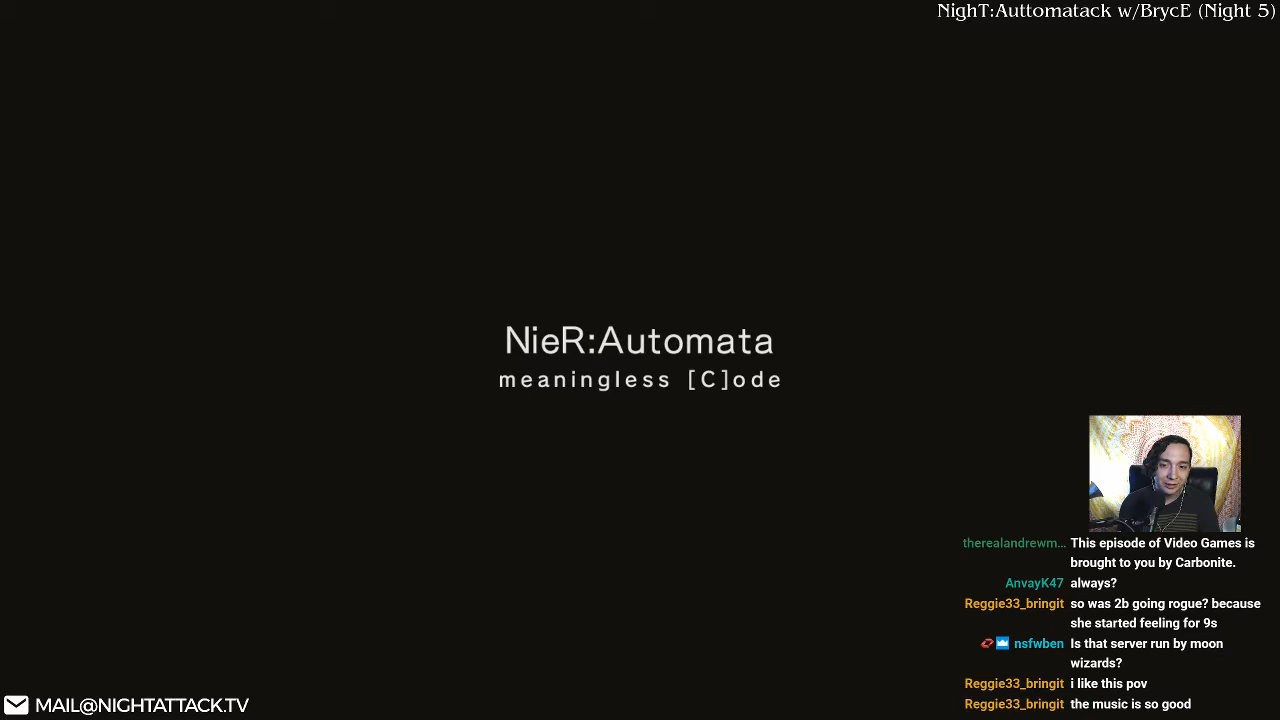 NighT:Auttomatack w/BrycE (Night 5)
NieR:Automata
meaningless [C]ode
therealandrewm... This episode of Video Games is
brought to you by Carbonite.
AnvayK47 always?
Reggie33_bringit so was 2b going rogue? because
she started feeling for 9s
nsfwben Is that server run by moon
wizards?
Reggie33_bringit i like this pov
Reggie33_bringit the music is so good
MAIL@NIGHTATTACK.TV